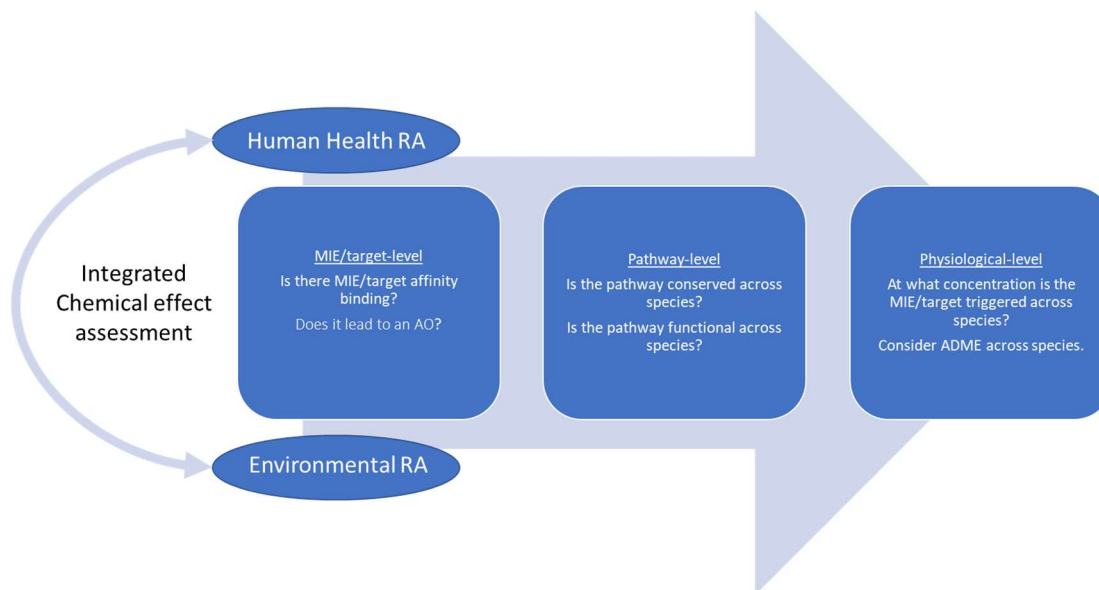 Human Health RA
Integrated
Chemical effect
assessment
MIE/target-level
Is there MIE/target affinity
binding?
Does it lead to an AO?
Pathway-level
Is the pathway conserved across
species?
Is the pathway functional across
species?
Physiological-level
At what concentration is the
MIE/target triggered across
species?
Consider ADME across species.
Environmental RA